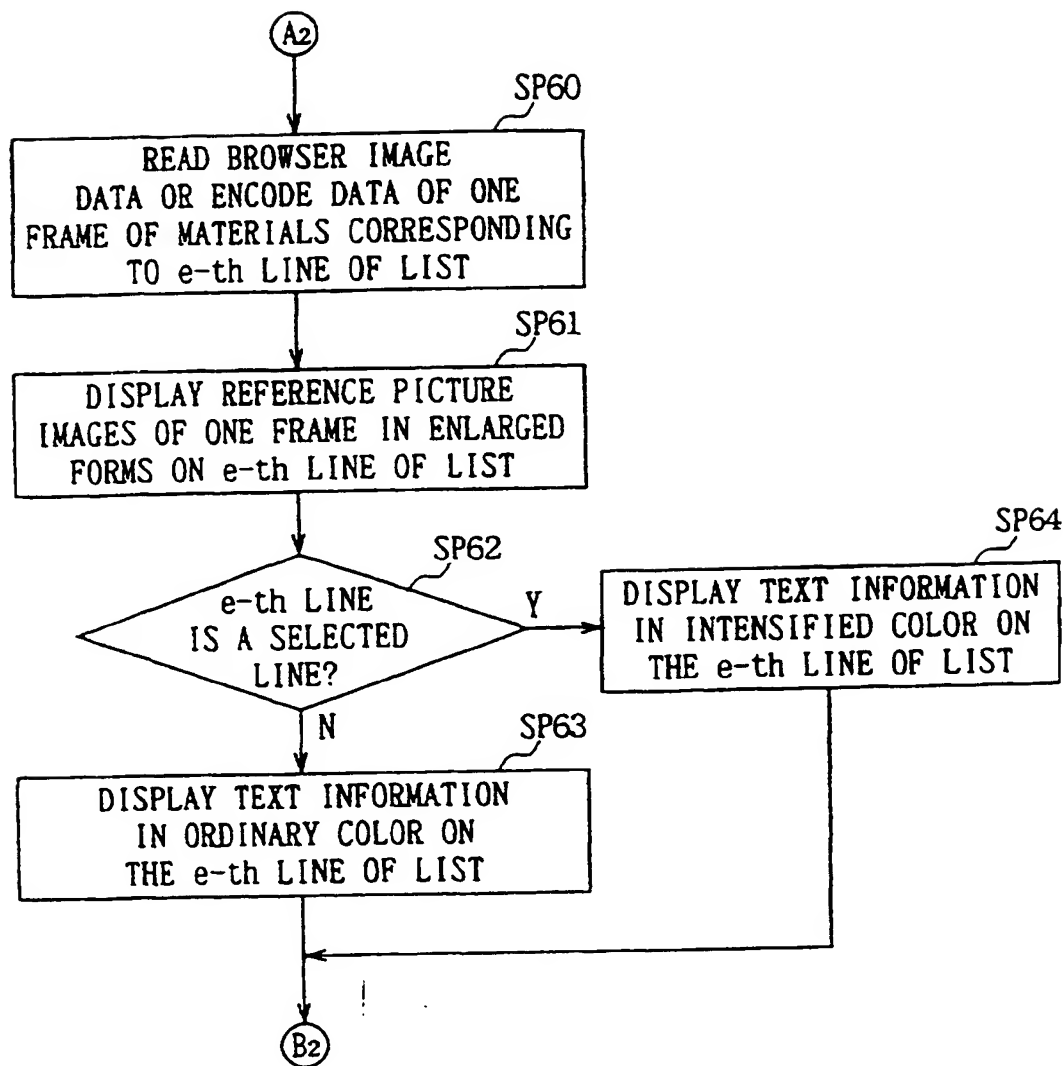 A2
SP60
READ BROWSER IMAGE
DATA OR ENCODE DATA OF ONE
FRAME OF MATERIALS CORRESPONDING
TO e-th LINE OF LIST
SP61
DISPLAY REFERENCE PICTURE
IMAGES OF ONE FRAME IN ENLARGED
FORMS ON e-th LINE OF LIST
SP62
e-th LINE
IS A SELECTED
LINE?
Y
SP64
DISPLAY TEXT INFORMATION
IN INTENSIFIED COLOR ON
THE e-th LINE OF LIST
N
SP63
DISPLAY TEXT INFORMATION
IN ORDINARY COLOR ON
THE e-th LINE OF LIST
B2